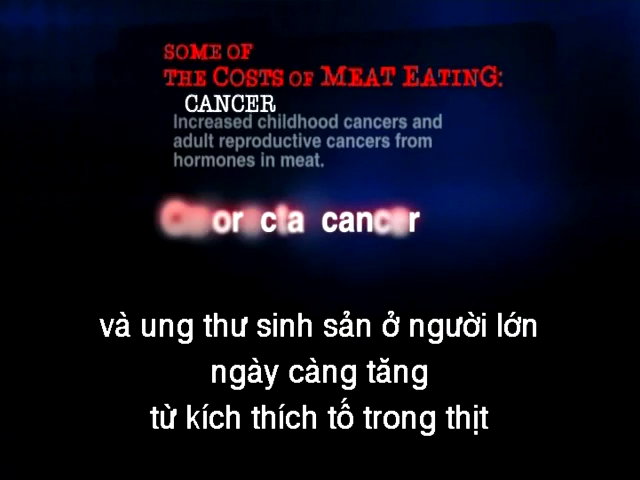 SOME OF
THE COSTS OF MEAT EATING:
CANCER
Increased childhood cancers and
adult reproductive cancers from
hormones in meat.
cancer
và ung thư sinh sản ở người lớn
ngày càng tăng
từ kích thích tố trong thịt